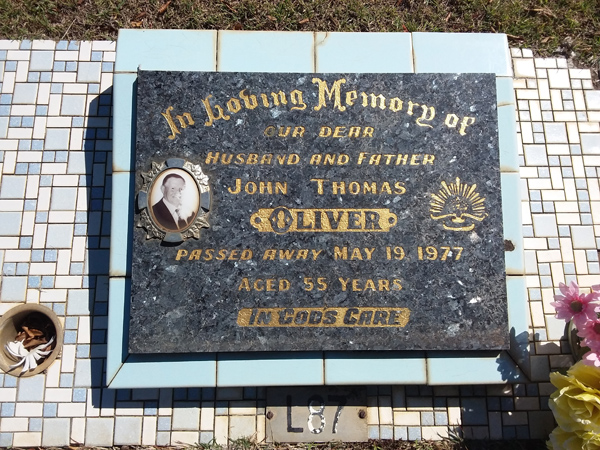 In Loving Memory of
OUR DEAR
HUSBAND AND FATHER
JOHN THOMAS
OLIVER
PASSED AWAY MAY 19 1977
AGED 55 YEARS
IN GODS CARE
L87